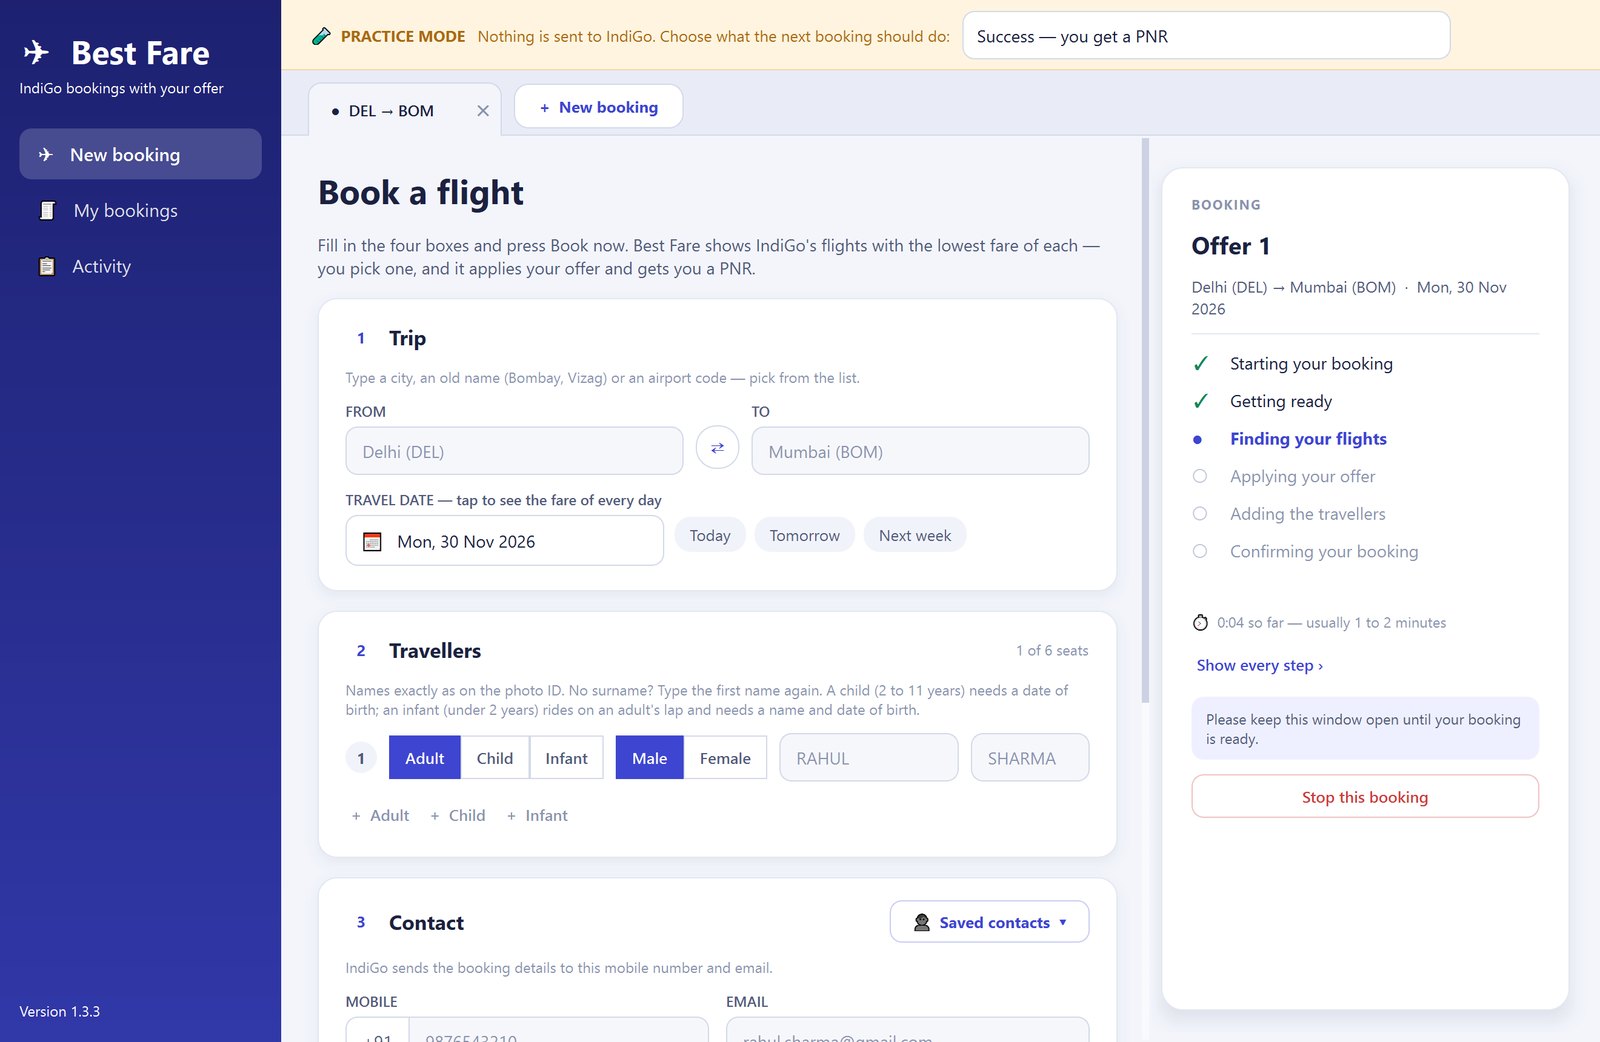 ✈ Best Fare
IndiGo bookings with your offer
✈ New booking
My bookings
Activity
Version 1.3.3
PRACTICE MODE Nothing is sent to IndiGo. Choose what the next booking should do:
Success — you get a PNR
● DEL → BOM ✕
+ New booking
Book a flight
Fill in the four boxes and press Book now. Best Fare shows IndiGo's flights with the lowest fare of each —
you pick one, and it applies your offer and gets you a PNR.
1 Trip
Type a city, an old name (Bombay, Vizag) or an airport code — pick from the list.
FROM
TO
Delhi (DEL)
⇄
Mumbai (BOM)
TRAVEL DATE — tap to see the fare of every day
Mon, 30 Nov 2026
Today
Tomorrow
Next week
2 Travellers
1 of 6 seats
Names exactly as on the photo ID. No surname? Type the first name again. A child (2 to 11 years) needs a date of
birth; an infant (under 2 years) rides on an adult's lap and needs a name and date of birth.
1
Adult
Child
Infant
Male
Female
RAHUL
SHARMA
+ Adult
+ Child
+ Infant
3 Contact
Saved contacts ▼
IndiGo sends the booking details to this mobile number and email.
MOBILE
EMAIL
+91
9876543210
rahul.sharma@gmail.com
BOOKING
Offer 1
Delhi (DEL) → Mumbai (BOM) · Mon, 30 Nov
2026
✓ Starting your booking
✓ Getting ready
● Finding your flights
○ Applying your offer
○ Adding the travellers
○ Confirming your booking
0:04 so far — usually 1 to 2 minutes
Show every step ›
Please keep this window open until your booking
is ready.
Stop this booking